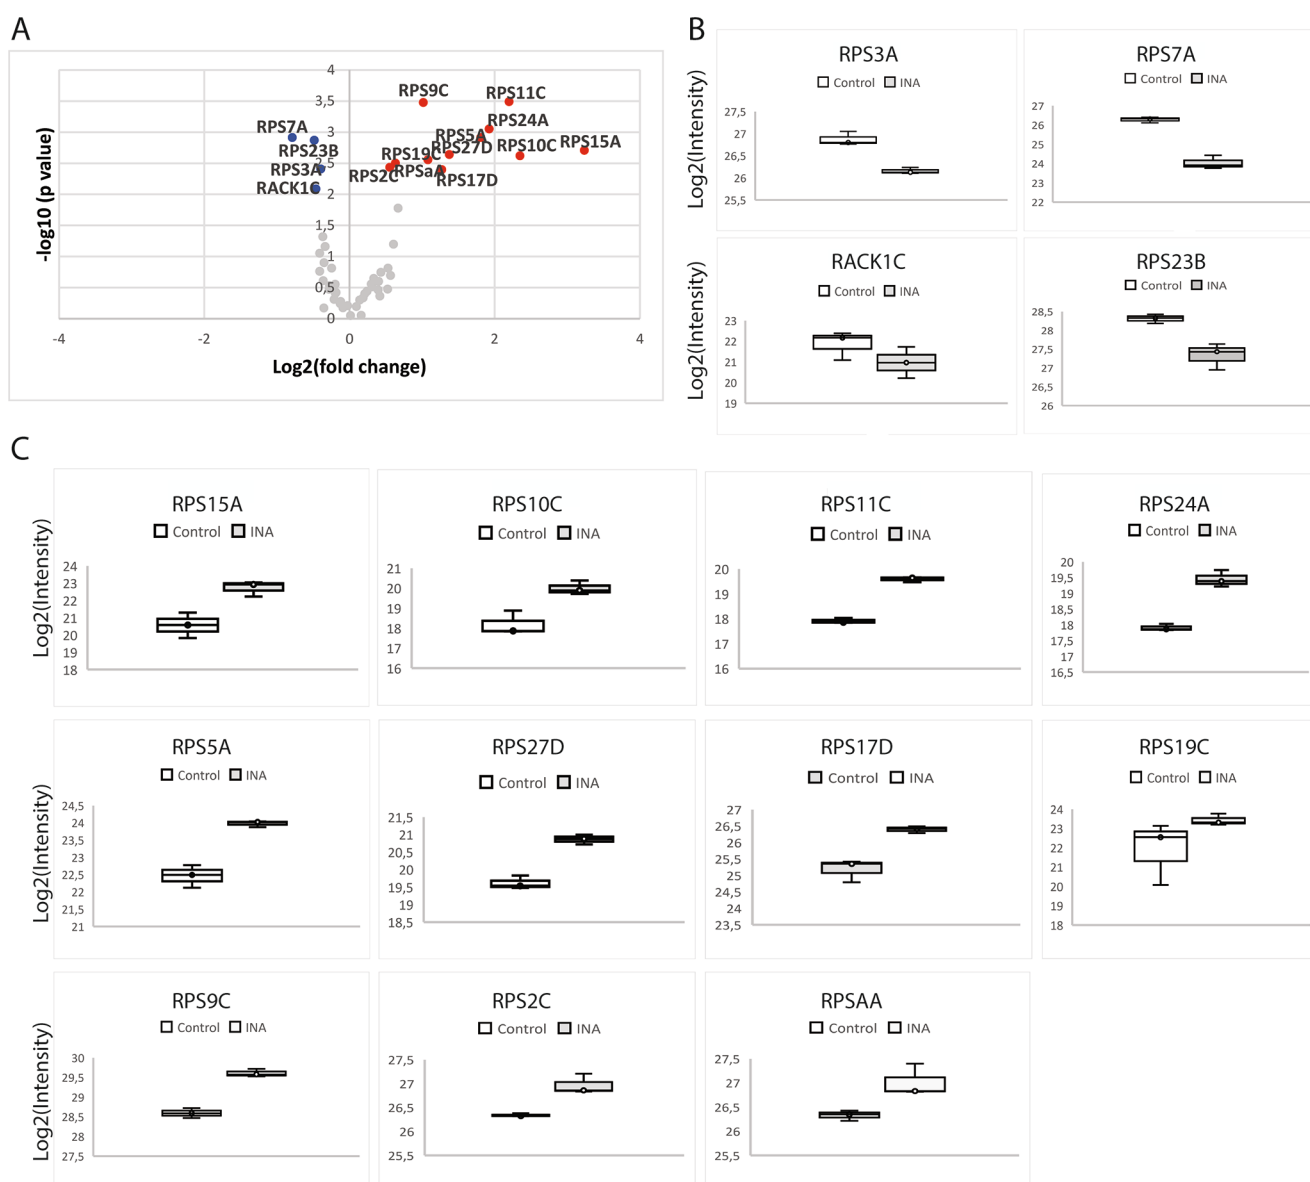 A
4
3,5
3
2,5
2
1,5
1
0,5
0
-4
-2
0
2
4
-log10 (p value)
Log2(fold change)
RPS9C
RPS11C
RPS7A
RPS24A
RPS5A
RPS23B
RPS19C
RPS27D
RPS10C
RPS15A
RPS3A
RPS2C
RPSaA
RPS17D
RACK1C
B
Log2(Intensity)
RPS3A
Control INA
27,5
27
26,5
26
25,5
RPS7A
Control INA
27
26
25
24
23
22
Log2(Intensity)
RACK1C
Control INA
23
22
21
20
19
RPS23B
Control INA
28,5
28
27,5
27
26,5
26
C
Log2(Intensity)
RPS15A
Control INA
24
23
21
20
19
18
RPS10C
Control INA
21
20
19
18
17
16
RPS11C
Control INA
20
19
18
17
16
RPS24A
Control INA
20
19,5
19
18,5
18
17,5
17
16,5
Log2(Intensity)
RPS5A
Control INA
24,5
24
23,5
23
22,5
22
21,5
21
RPS27D
Control INA
21,5
21
20,5
20
19,5
19
18,5
RPS17D
Control INA
27
26,5
26
25,5
25
24,5
24
23,5
RPS19C
Control INA
24
23
22
21
20
19
18
Log2(Intensity)
RPS9C
Control INA
30
29,5
29
28,5
28
27,5
RPS2C
Control INA
27,5
27
26,5
26
25,5
RPSAA
Control INA
27,5
27
26,5
26
25,5